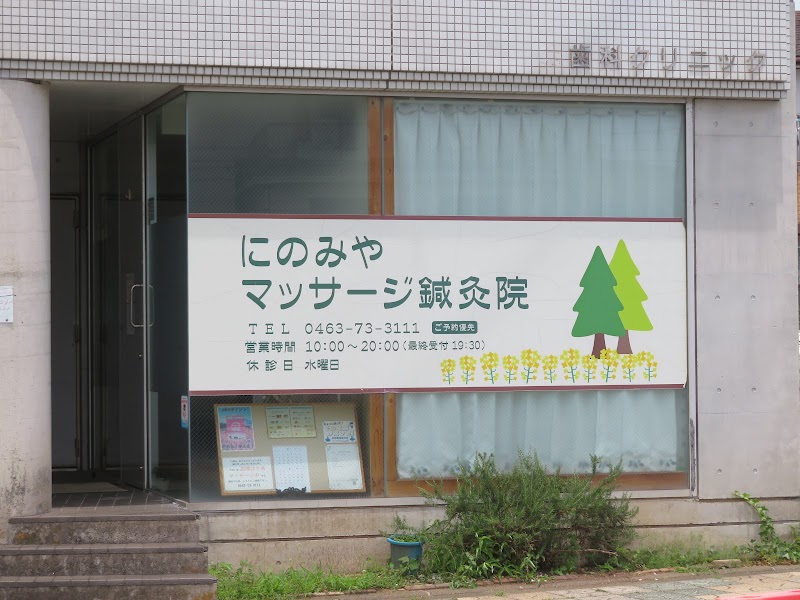 歯科クリニック
にのみや
マッサージ鍼灸院
TEL 0463-73-3111 ご予約優先
営業時間 10:00～20:00（最終受付 19:30）
休診日 水曜日